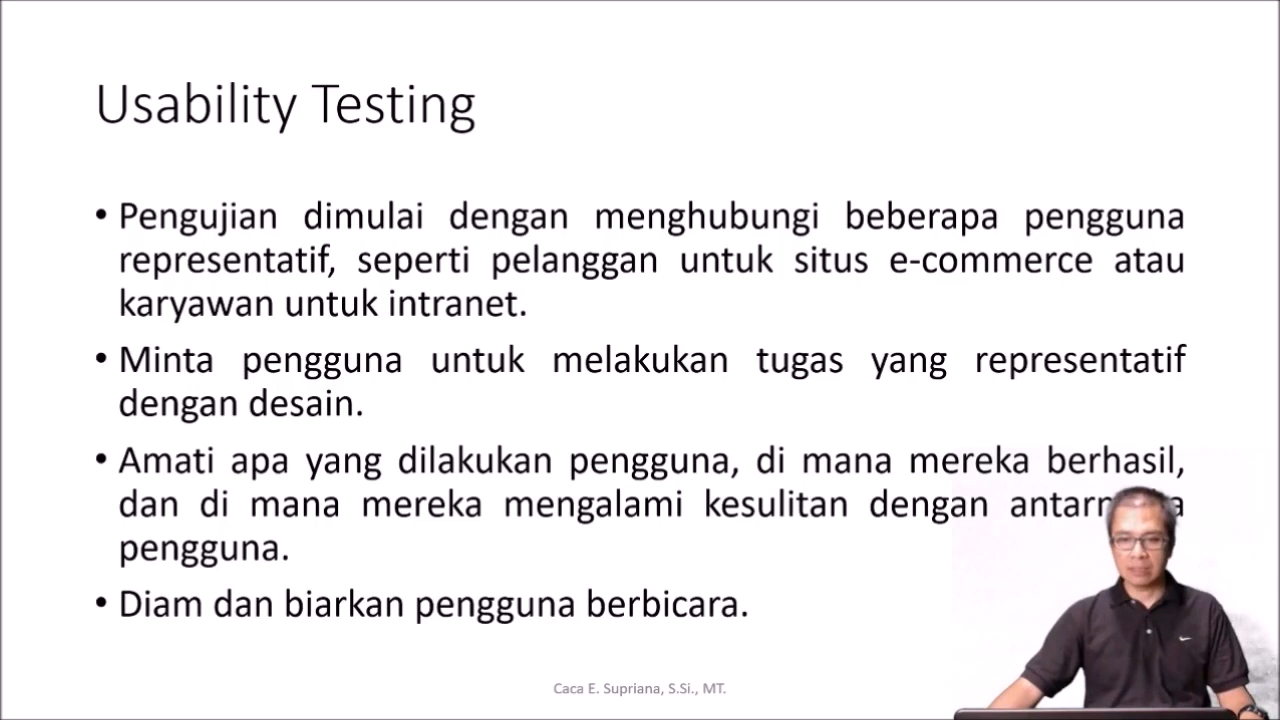 Usability Testing
• Pengujian dimulai dengan menghubungi beberapa pengguna
representatif, seperti pelanggan untuk situs e-commerce atau
karyawan untuk intranet.
• Minta pengguna untuk melakukan tugas yang representatif
dengan desain.
• Amati apa yang dilakukan pengguna, di mana mereka berhasil,
dan di mana mereka mengalami kesulitan dengan
pengguna.
• Diam dan biarkan pengguna berbicara.
Caca E. Supriana, S.Si., MT.